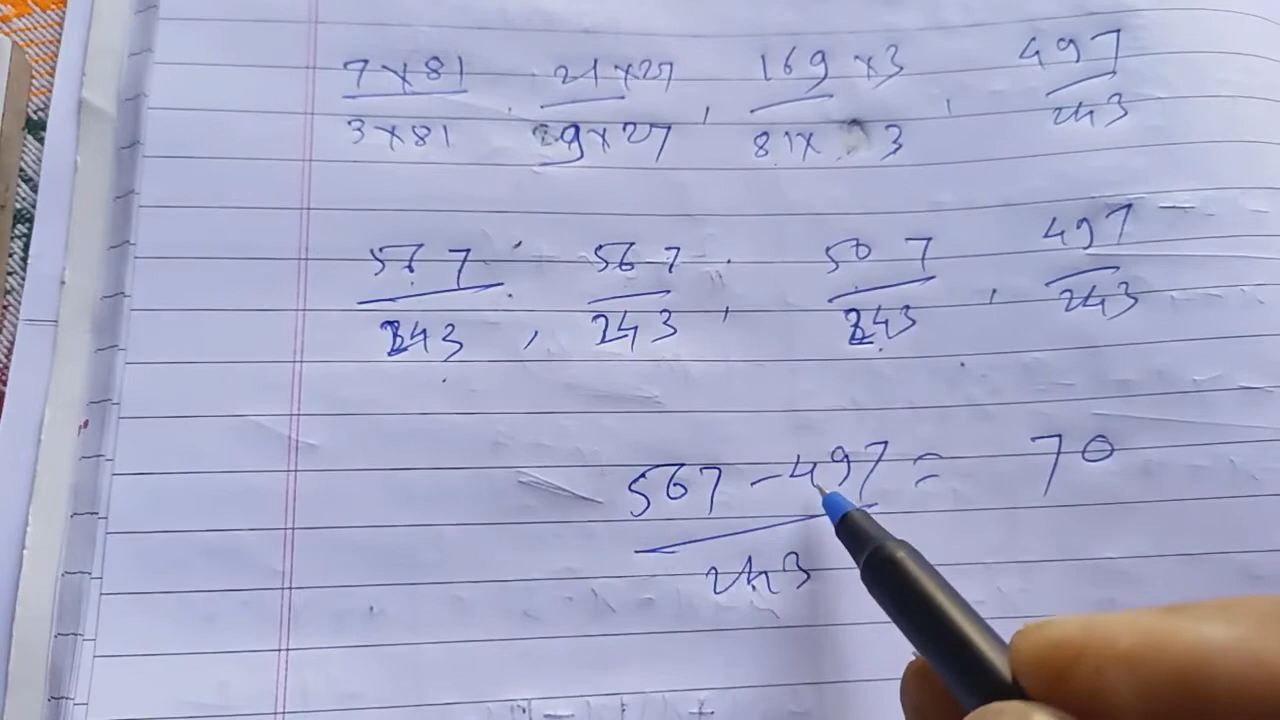 7×81 / 3×81 , 21×27 / 9×27 , 169×3 / 81×3 , 497 / 243
567 / 243 , 567 / 243 , 507 / 243 , 497 / 243
567-497 / 243 = 70